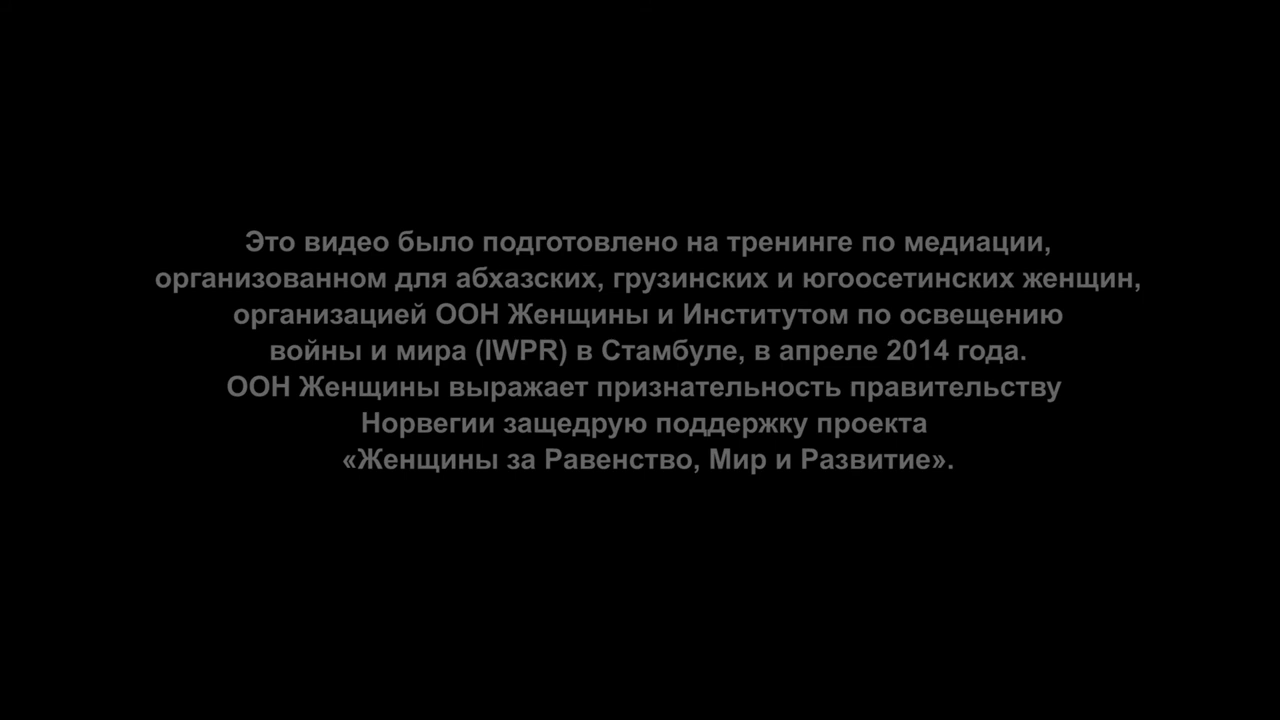 Это видео было подготовлено на тренинге по медиации,
организованном для абхазских, грузинских и югоосетинских женщин,
организацией ООН Женщины и Институтом по освещению
войны и мира (IWPR) в Стамбуле, в апреле 2014 года.
ООН Женщины выражает признательность правительству
Норвегии защедрую поддержку проекта
«Женщины за Равенство, Мир и Развитие».